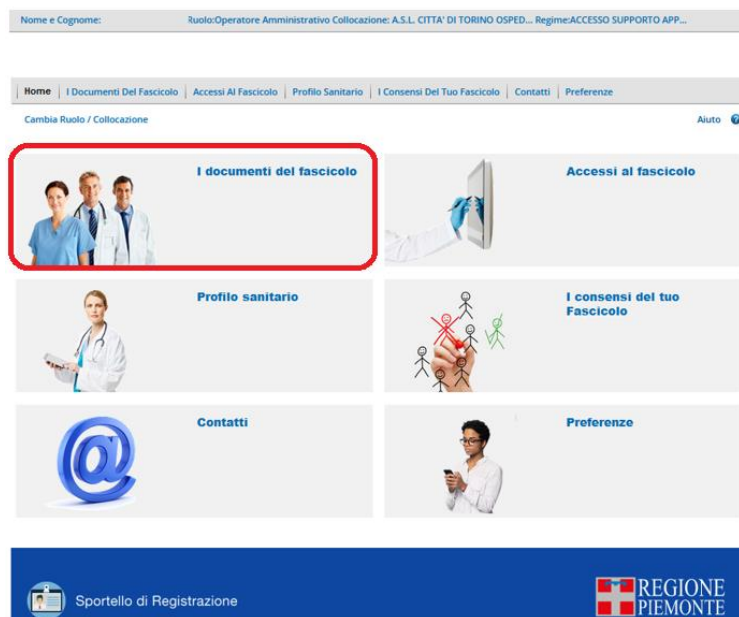 Nome e Cognome: Ruolo:Operatore Amministrativo Collocazione: A.S.L. CITTA' DI TORINO OSPED... Regime:ACCESSO SUPPORTO APP...
Home | I Documenti Del Fascicolo | Accessi Al Fascicolo | Profilo Sanitario | I Consensi Del Tuo Fascicolo | Contatti | Preferenze
Cambia Ruolo / Collocazione Aiuto ?
I documenti del fascicolo
Accessi al fascicolo
Profilo sanitario
I consensi del tuo
Fascicolo
@
Contatti
Preferenze
Sportello di Registrazione
REGIONE
PIEMONTE